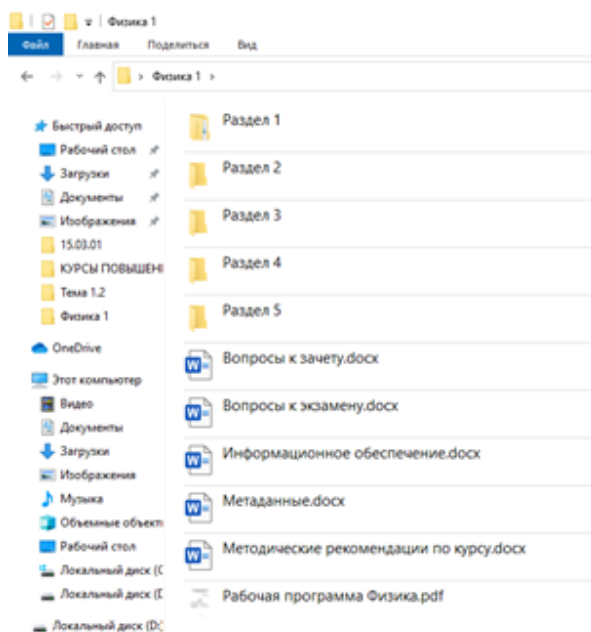 Физика 1
Файл Главная Поделиться Вид
Физика 1
Быстрый доступ
Рабочий стол
Загрузки
Документы
Изображения
15.03.01
КУРСЫ ПОВЫШЕНІ
Тема 1.2
Физика 1
OneDrive
Этот компьютер
Видео
Документы
Загрузки
Изображения
Музыка
Объемные объекты
Рабочий стол
Локальный диск (C
Локальный диск (D
Локальный диск (D:)
Раздел 1
Раздел 2
Раздел 3
Раздел 4
Раздел 5
Вопросы к зачету.docx
Вопросы к экзамену.docx
Информационное обеспечение.docx
Метаданные.docx
Методические рекомендации по курсу.docx
Рабочая программа Физика.pdf